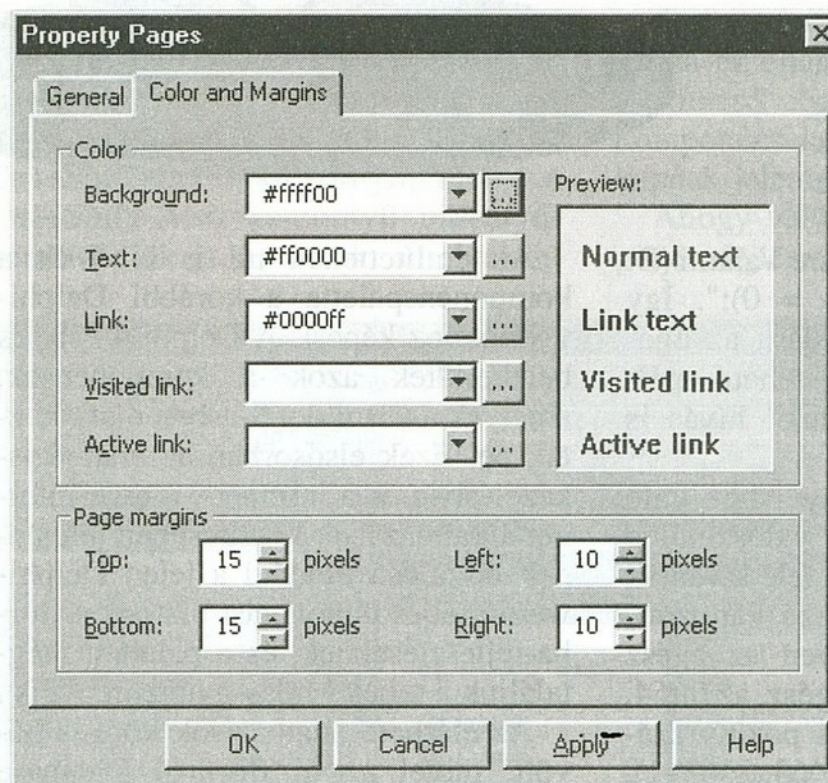 Property Pages
General
Color and Margins
Color
Background: #ffff00
Text: #ff0000
Link: #0000ff
Visited link:
Active link:
Preview:
Normal text
Link text
Visited link
Active link
Page margins
Top: 15 pixels
Left: 10 pixels
Bottom: 15 pixels
Right: 10 pixels
OK
Cancel
Apply
Help